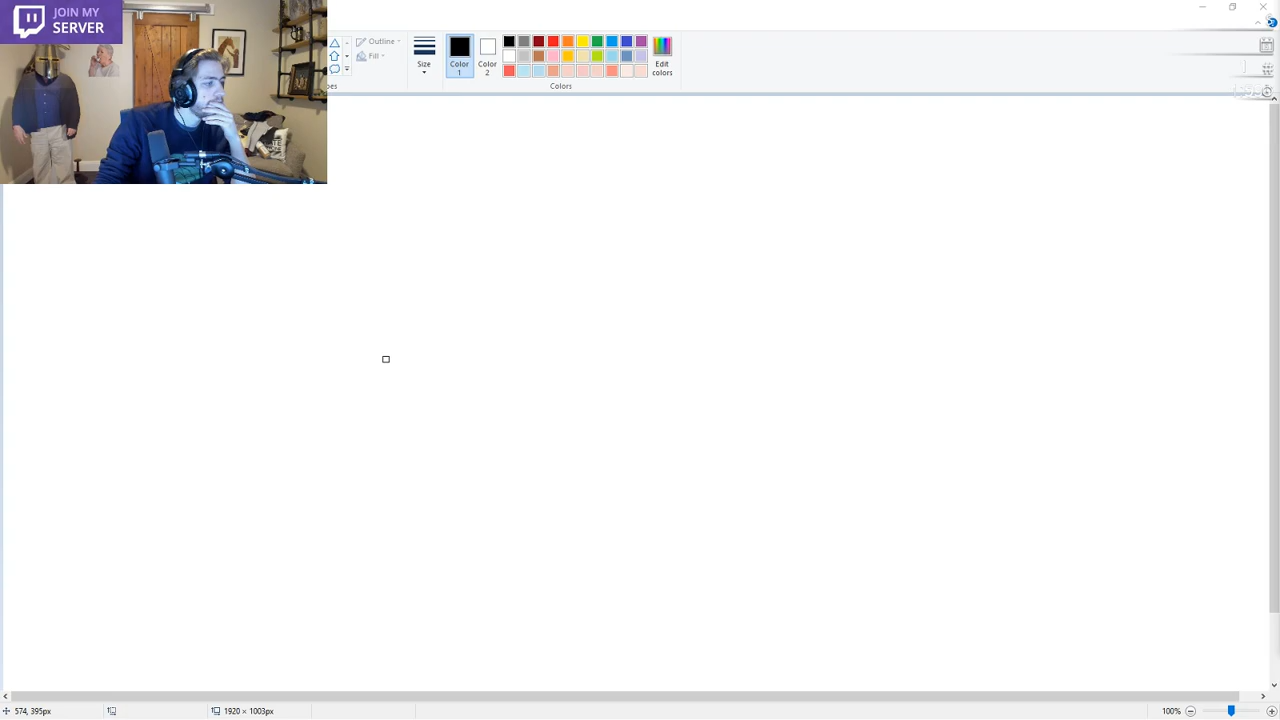 JOIN MY
SERVER
Outline
Fill
Size
Color
1
Color
2
Edit
colors
Colors
574, 395px
1920 × 1003px
100%